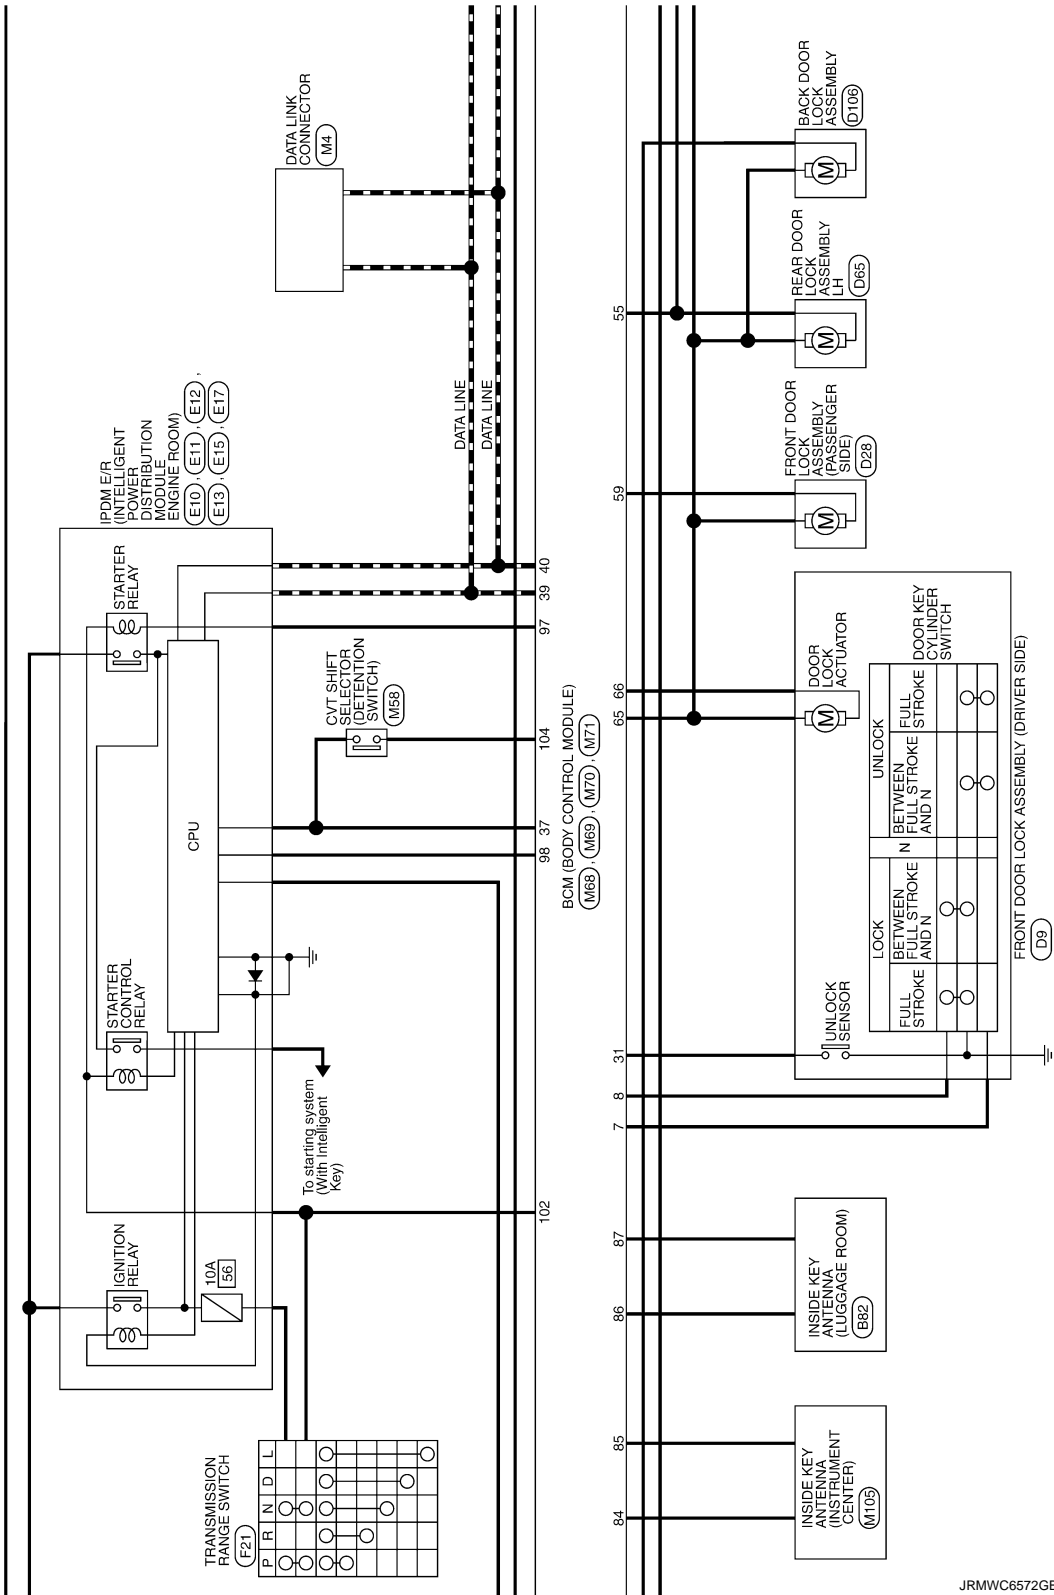 TRANSMISSION
RANGE SWITCH
F21
P R N D L
IGNITION
RELAY
10A
56
STARTER
CONTROL
RELAY
CPU
STARTER
RELAY
IPDM E/R
(INTELLIGENT
POWER
DISTRIBUTION
MODULE
ENGINE ROOM)
E10 , E11 , E12 ,
E13 , E15 , E17
To starting system
(With Intelligent
Key)
CVT SHIFT
SELECTOR
(DETENTION
SWITCH)
M58
DATA LINE
DATA LINE
DATA LINK
CONNECTOR
M4
102
98
37
104
97
39
40
BCM (BODY CONTROL MODULE)
M68 , M69 , M70 , M71
84
85
86
87
7
8
31
65
66
59
55
INSIDE KEY
ANTENNA
(INSTRUMENT
CENTER)
M105
INSIDE KEY
ANTENNA
(LUGGAGE ROOM)
B82
UNLOCK
SENSOR
DOOR
LOCK
ACTUATOR
M
LOCK
N
UNLOCK
FULL
STROKE
BETWEEN
FULL STROKE
AND N
BETWEEN
FULL STROKE
AND N
FULL
STROKE
DOOR KEY
CYLINDER
SWITCH
FRONT DOOR LOCK ASSEMBLY (DRIVER SIDE)
D9
FRONT DOOR
LOCK
ASSEMBLY
(PASSENGER
SIDE)
D28
M
REAR DOOR
LOCK
ASSEMBLY
LH
D65
M
BACK DOOR
LOCK
ASSEMBLY
D106
M
JRMWC6572GE